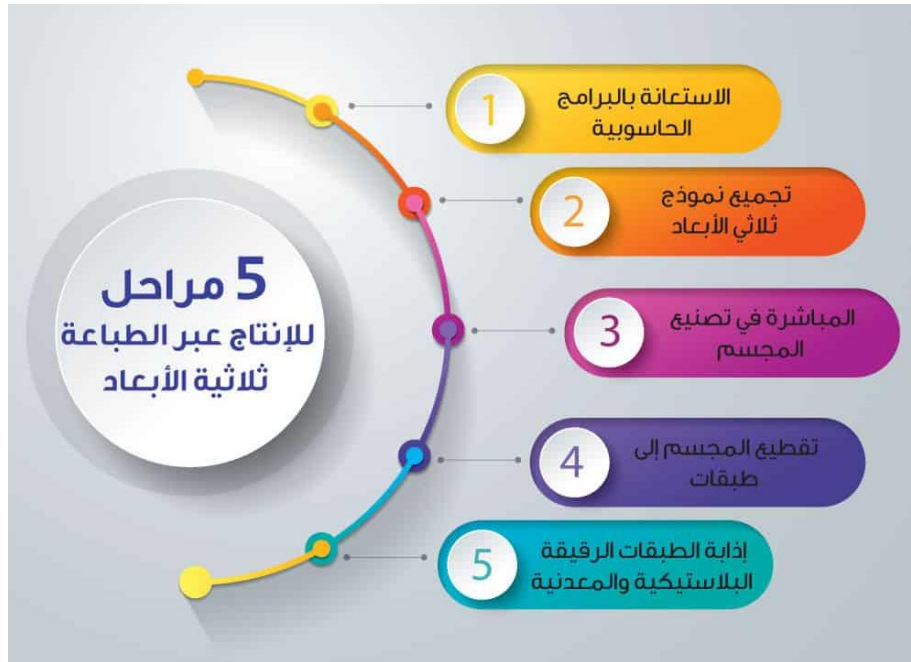 5 مراحل
للإنتاج عبر الطباعة
ثلاثية الأبعاد
1
الاستعانة بالبرامج
الحاسوبية
2
تجميع نموذج
ثلاثي الأبعاد
3
المباشرة في تصنيع
المجسم
4
تقطيع المجسم إلى
طبقات
5
إذابة الطبقات الرقيقة
البلاستيكية والمعدنية